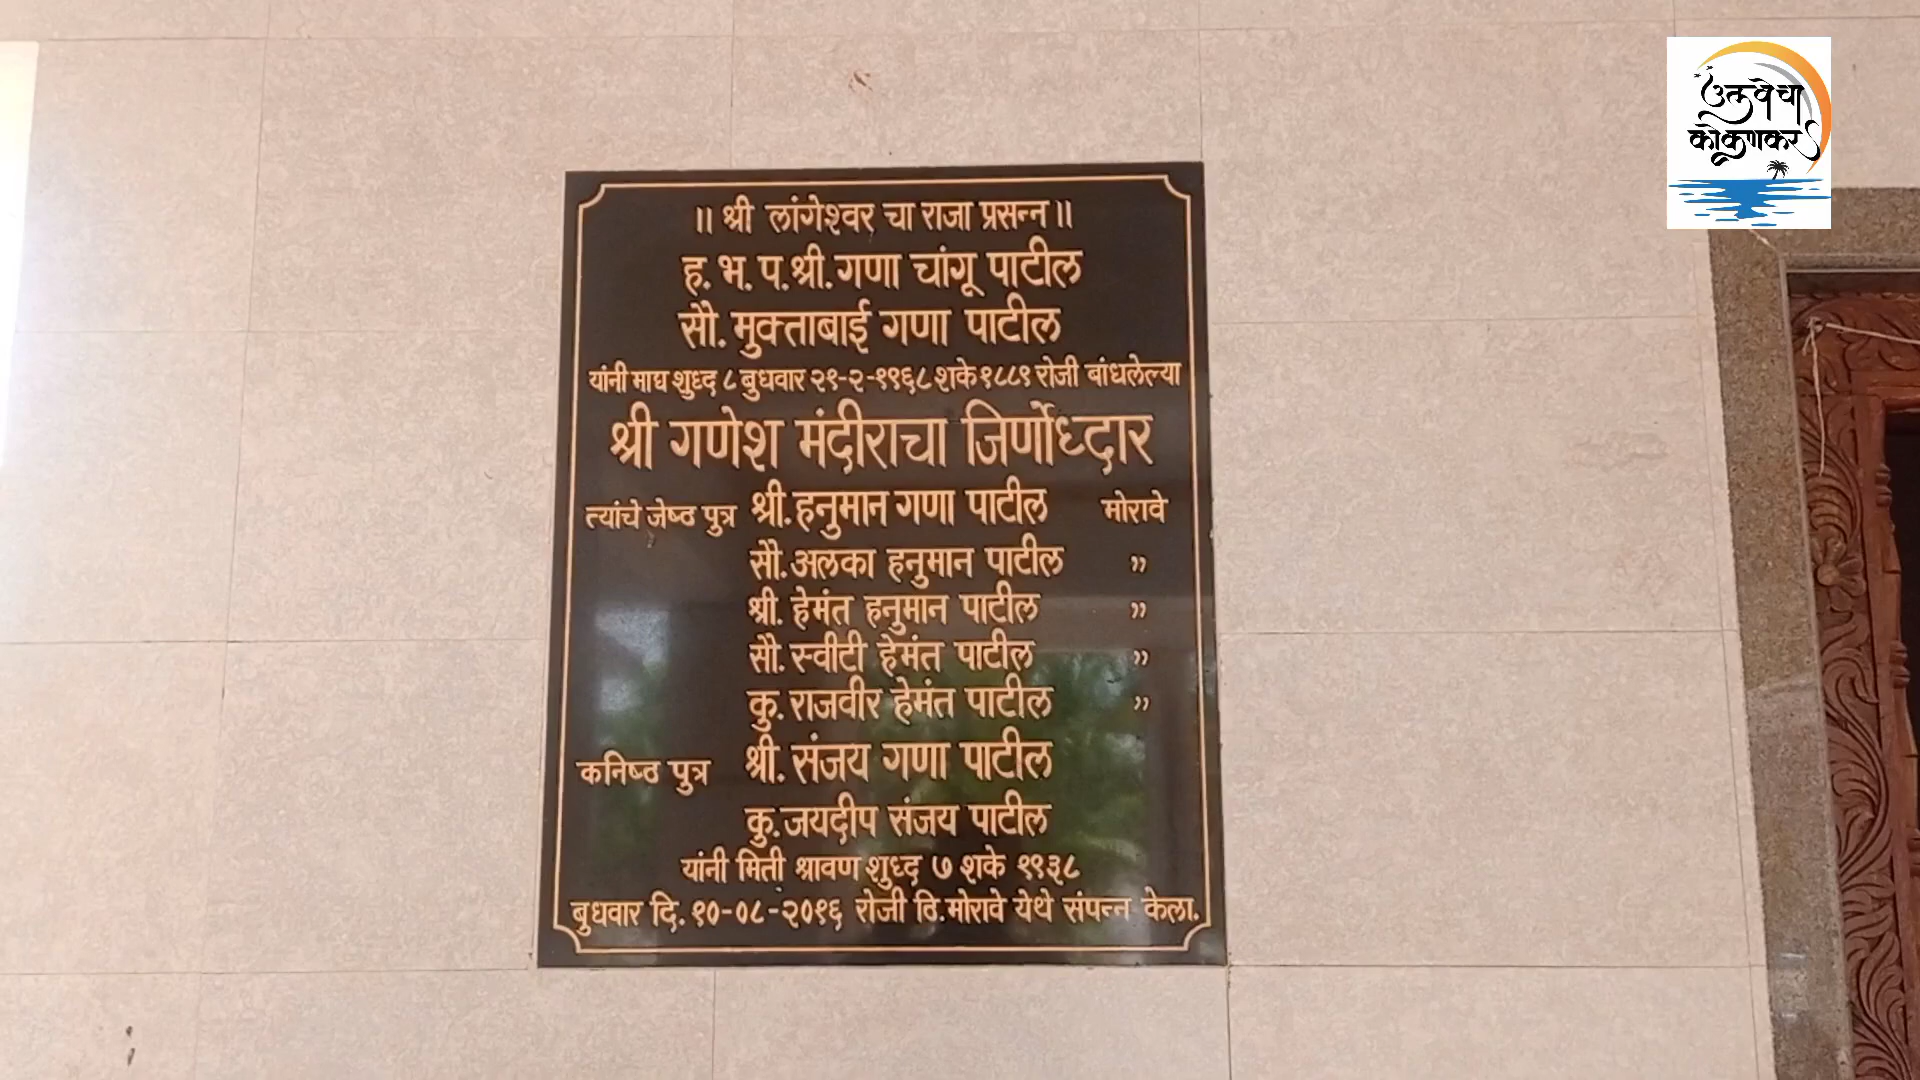 ॥ श्री लांगेश्वर चा राजा प्रसन्न ॥
ह. भ. प. श्री. गणा चांगू पाटील
सौ. मुक्ताबाई गणा पाटील
यांनी माघ शुध्द ८ बुधवार २१-२-१९६८ शके १८८९ रोजी बांधलेल्या
श्री गणेश मंदीराचा जिर्णोध्दार
त्यांचे जेष्ठ पुत्र श्री. हनुमान गणा पाटील मोरावे
सौ. अलका हनुमान पाटील ”
श्री. हेमंत हनुमान पाटील ”
सौ. स्वीटी हेमंत पाटील ”
कु. राजवीर हेमंत पाटील ”
कनिष्ठ पुत्र श्री. संजय गणा पाटील
कु. जयदीप संजय पाटील
यांनी मिती श्रावण शुध्द ७ शके १९३८
बुधवार दि. १०-०८-२०१६ रोजी ठि. मोरावे येथे संपन्न केला.
उलवेचा
कोकणकर